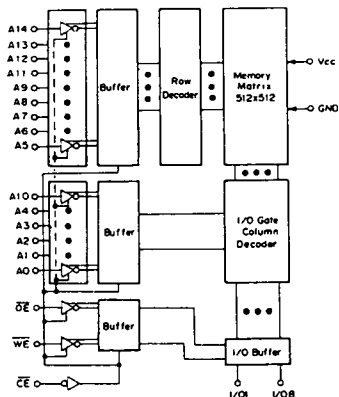 A14
A13
A12
A11
A9
A8
A7
A6
A5
Buffer
Row
Decoder
Memory
Matrix
512x512
Vcc
GND
A10
A4
A3
A2
A1
A0
Buffer
I/O Gate
Column
Decoder
OE
WE
CE
Buffer
I/O Buffer
I/O1
I/O8